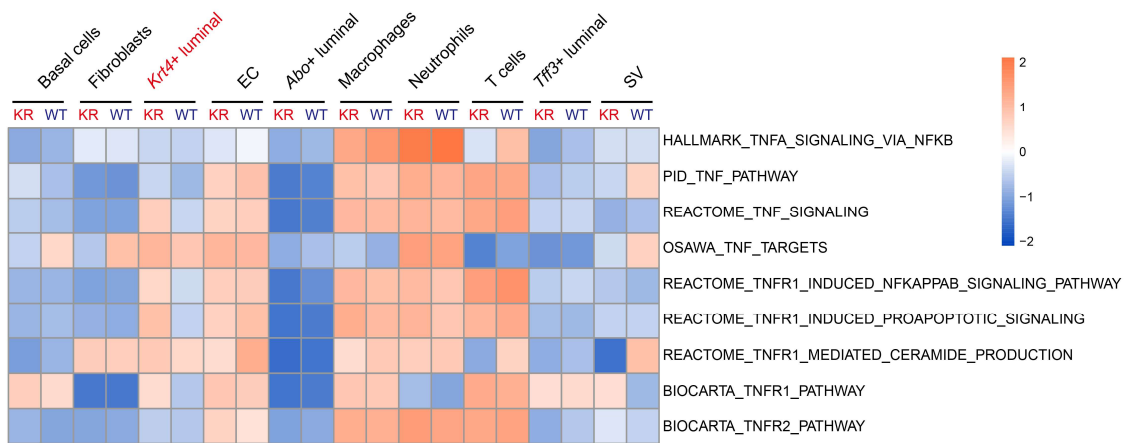 Basal cells
Fibroblasts
Krt4+ luminal
EC
Abo+ luminal
Macrophages
Neutrophils
T cells
Tff3+ luminal
SV
KR WT KR WT KR WT KR WT KR WT KR WT KR WT KR WT KR WT KR WT
HALLMARK_TNFA_SIGNALING_VIA_NFKB
PID_TNF_PATHWAY
REACTOME_TNF_SIGNALING
OSAWA_TNF_TARGETS
REACTOME_TNFR1_INDUCED_NFKAPPAB_SIGNALING_PATHWAY
REACTOME_TNFR1_INDUCED_PROAPOPTOTIC_SIGNALING
REACTOME_TNFR1_MEDIATED_CERAMIDE_PRODUCTION
BIOCARTA_TNFR1_PATHWAY
BIOCARTA_TNFR2_PATHWAY
2
1
0
−1
−2